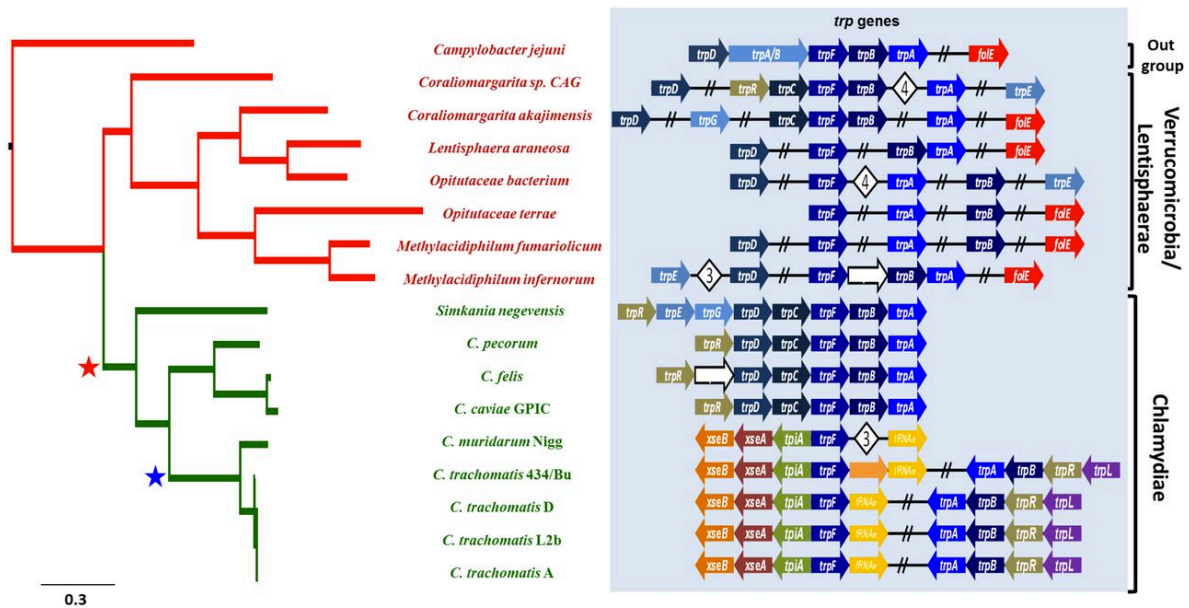 trp genes
Campylobacter jejuni
trpD trpA/B trpF trpB trpA folE
Out
group
Coraliomargarita sp. CAG
trpD trpR trpC trpF trpB 4 trpA trpE
Coraliomargarita akajimensis
trpD trpG trpC trpF trpB trpA folE
Lentisphaera araneosa
trpD trpF trpB trpA folE
Opitutaceae bacterium
trpD trpF 4 trpA trpB trpE
Opitutaceae terrae
trpF trpA trpB folE
Methylacidiphilum fumariolicum
trpD trpF trpA trpB folE
Methylacidiphilum infernorum
trpE 3 trpD trpF trpB trpA folE
Verrucomicrobia/
Lentisphaerae
Simkania negevensis
trpR trpE trpG trpD trpC trpF trpB trpA
C. pecorum
trpR trpD trpC trpF trpB trpA
C. felis
trpR trpD trpC trpF trpB trpA
C. caviae GPIC
trpR trpD trpC trpF trpB trpA
C. muridarum Nigg
xseB xseA tpiA trpF 3
C. trachomatis 434/Bu
xseB xseA tpiA trpF // trpA trpB trpR trpL
C. trachomatis D
xseB xseA tpiA trpF // trpA trpB trpR trpL
C. trachomatis L2b
xseB xseA tpiA trpF // trpA trpB trpR trpL
C. trachomatis A
xseB xseA tpiA trpF // trpA trpB trpR trpL
Chlamydiae
0.3